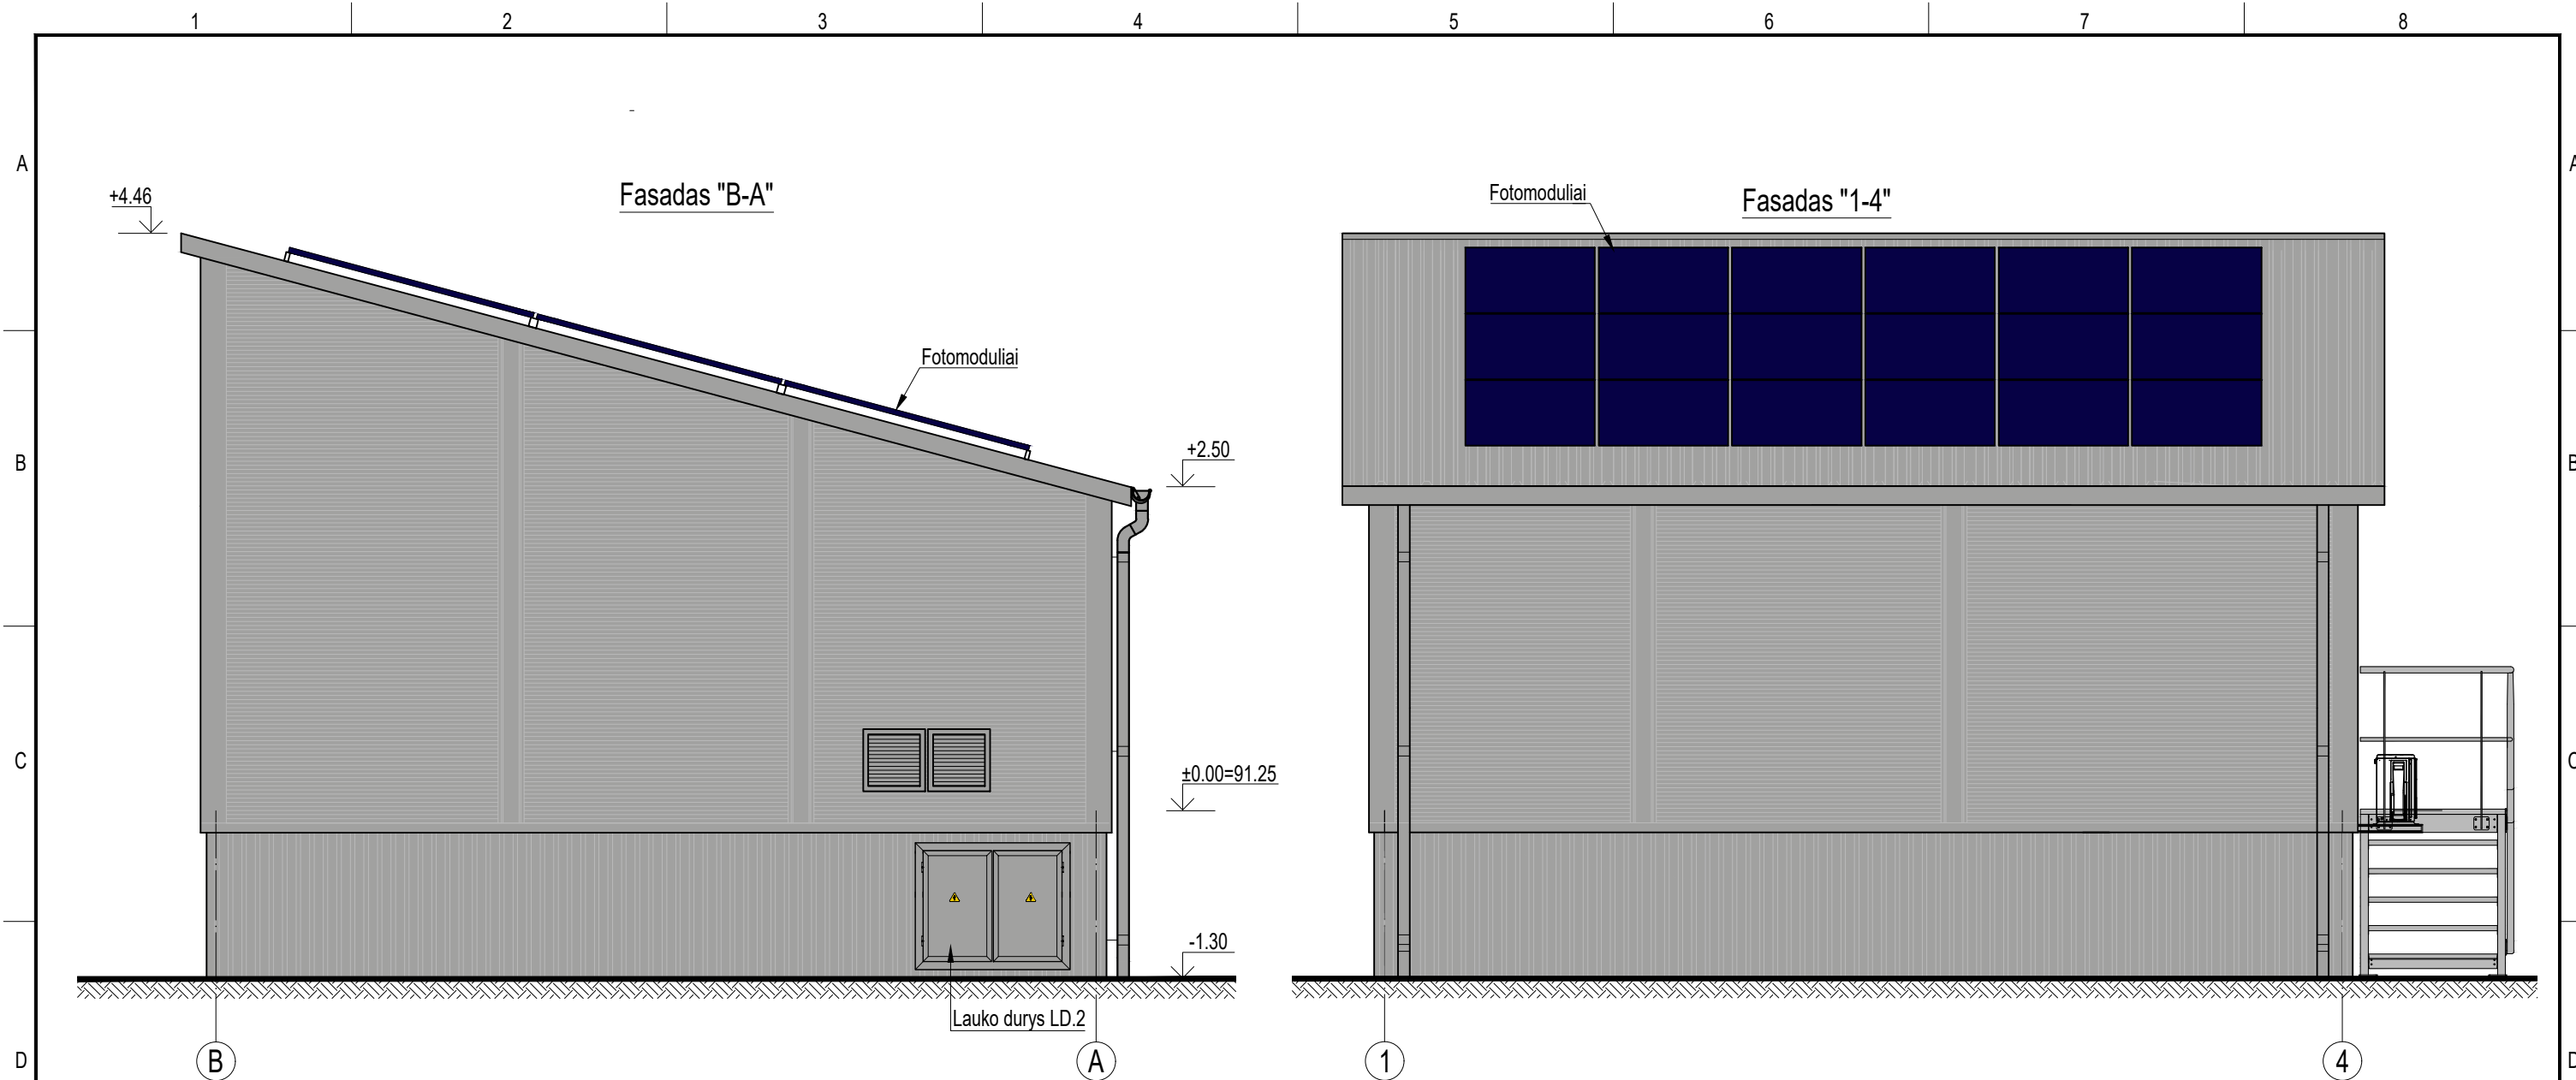 1 2 3 4 5 6 7 8
A A
Fasadas "B-A"
Fasadas "1-4"
+4.46
Fotomoduliai
Fotomoduliai
+2.50
B B
C C
±0.00=91.25
-1.30
Lauko durys LD.2
D B A 1 4 D